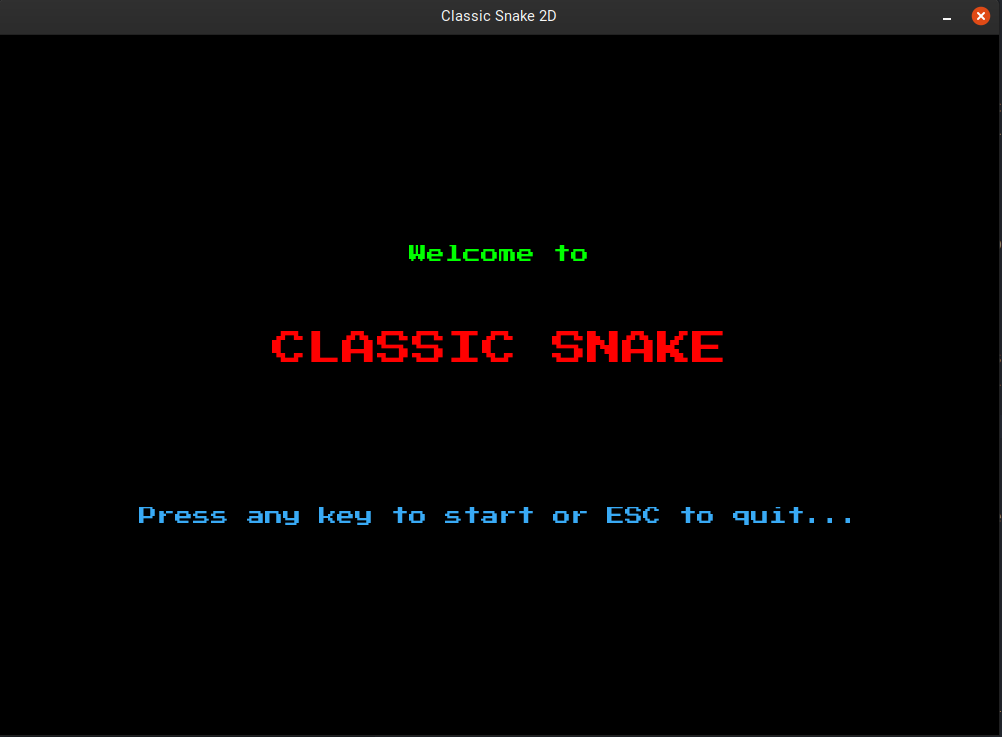 Classic Snake 2D
Welcome to
CLASSIC SNAKE
Press any key to start or ESC to quit...